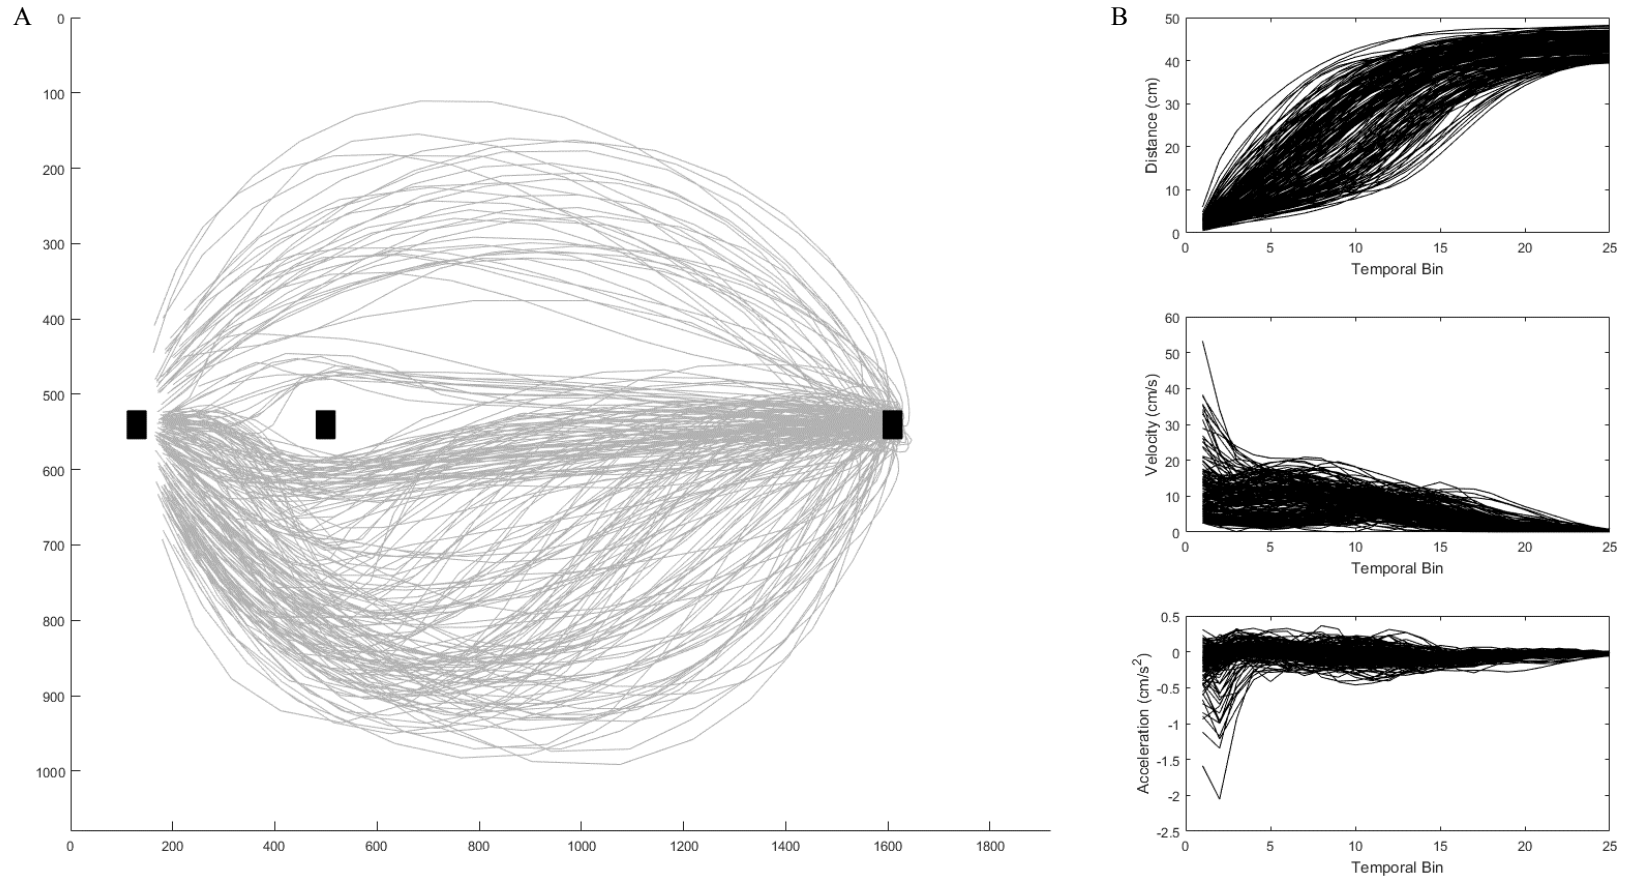 A
0
100
200
300
400
500
600
700
800
900
1000
0 200 400 600 800 1000 1200 1400 1600 1800
B
50
40
30
20
10
0
Distance (cm)
0 5 10 15 20 25
Temporal Bin
60
50
40
30
20
10
0
Velocity (cm/s)
0 5 10 15 20 25
Temporal Bin
0.5
0
-0.5
-1
-1.5
-2
-2.5
Acceleration (cm/s²)
0 5 10 15 20 25
Temporal Bin